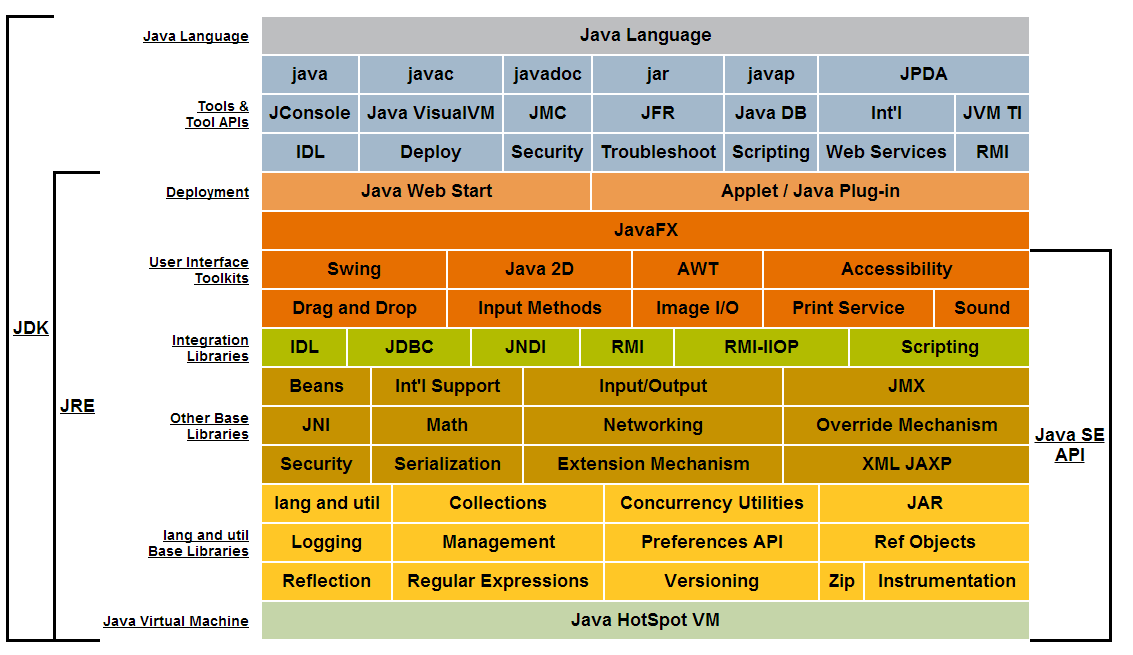 Java Language
Java Language
java javac javadoc jar javap JPDA
Tools &
Tool APIs
JConsole Java VisualVM JMC JFR Java DB Int'l JVM TI
IDL Deploy Security Troubleshoot Scripting Web Services RMI
Deployment
Java Web Start Applet / Java Plug-in
JavaFX
User Interface
Toolkits
Swing Java 2D AWT Accessibility
Drag and Drop Input Methods Image I/O Print Service Sound
Integration
Libraries
IDL JDBC JNDI RMI RMI-IIOP Scripting
JDK
JRE
Beans Int'l Support Input/Output JMX
Other Base
Libraries
JNI Math Networking Override Mechanism
Security Serialization Extension Mechanism XML JAXP
Java SE
API
lang and util Collections Concurrency Utilities JAR
lang and util
Base Libraries
Logging Management Preferences API Ref Objects
Reflection Regular Expressions Versioning Zip Instrumentation
Java Virtual Machine
Java HotSpot VM